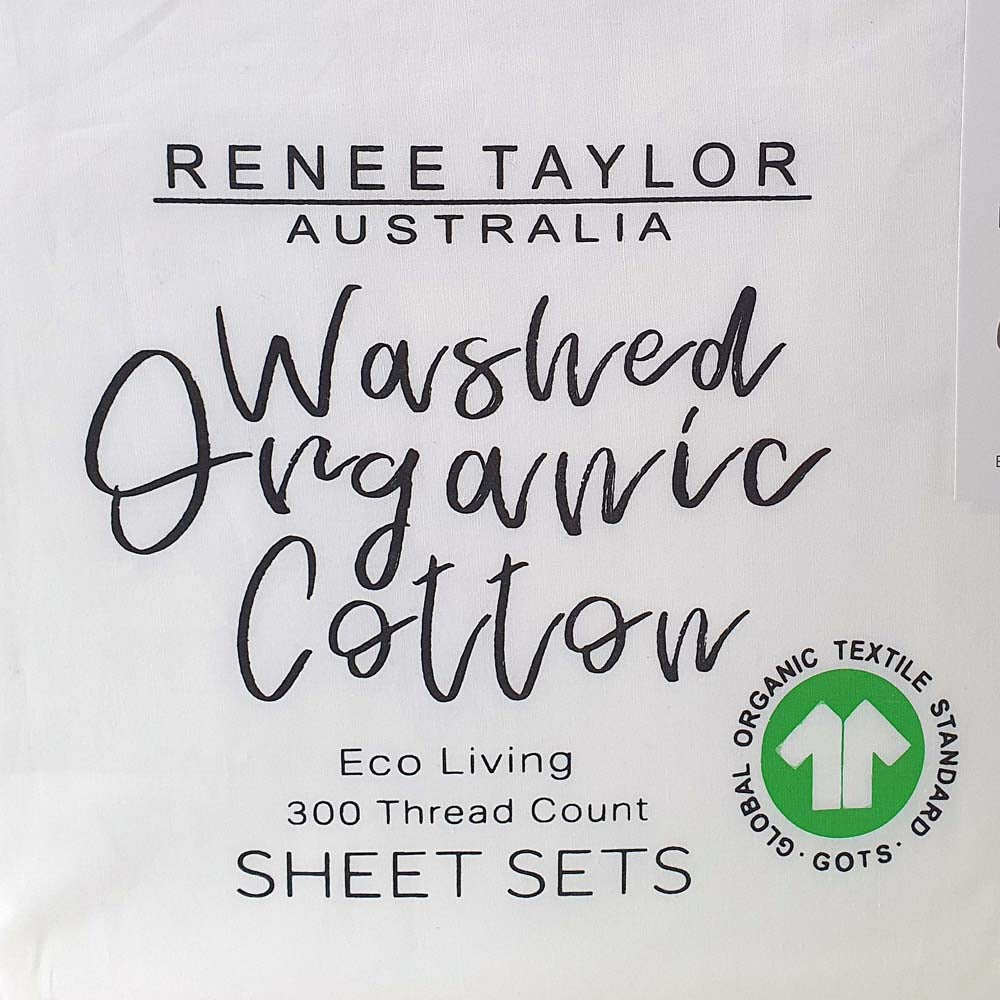 RENEE TAYLOR
AUSTRALIA
Washed
Organic
Cotton
Eco Living
300 Thread Count
SHEET SETS
GLOBAL ORGANIC TEXTILE STANDARD · GOTS ·